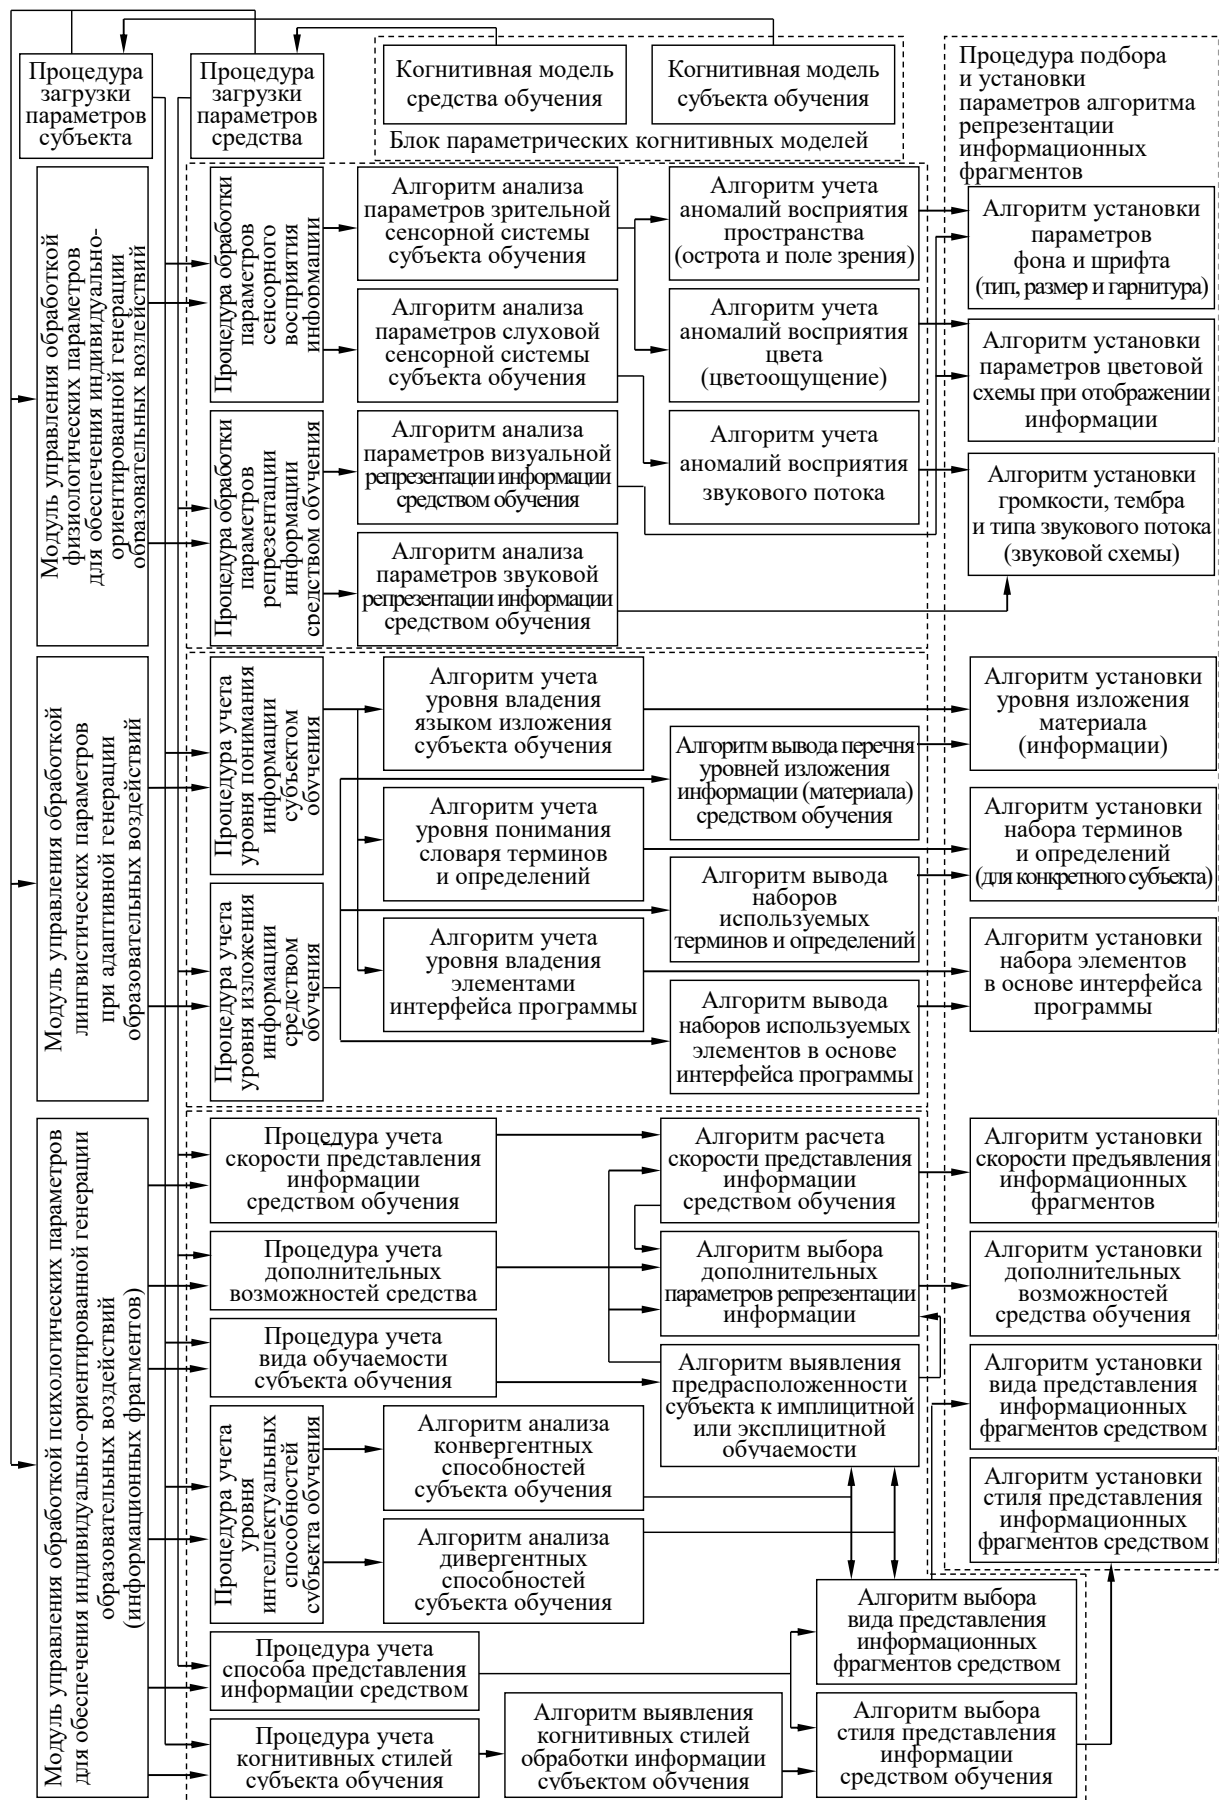 Процедура
загрузки
параметров
субъекта
Процедура
загрузки
параметров
средства
Когнитивная модель
средства обучения
Когнитивная модель
субъекта обучения
Блок параметрических когнитивных моделей
Процедура подбора
и установки
параметров алгоритма
репрезентации
информационных
фрагментов
Модуль управления обработкой
физиологических параметров
для обеспечения индивидуально-
ориентированной генерации
образовательных воздействий
Процедура обработки
параметров
сенсорного
восприятия
информации
Алгоритм анализа
параметров зрительной
сенсорной системы
субъекта обучения
Алгоритм учета
аномалий восприятия
пространства
(острота и поле зрения)
Алгоритм установки
параметров
фона и шрифта
(тип, размер и гарнитура)
Алгоритм анализа
параметров слуховой
сенсорной системы
субъекта обучения
Алгоритм учета
аномалий восприятия
цвета
(цветоощущение)
Алгоритм установки
параметров цветовой
схемы при отображении
информации
Процедура обработки
параметров
репрезентации
информации
средством обучения
Алгоритм анализа
параметров визуальной
репрезентации информации
средством обучения
Алгоритм учета
аномалий восприятия
звукового потока
Алгоритм установки
громкости, тембра
и типа звукового потока
(звуковой схемы)
Алгоритм анализа
параметров звуковой
репрезентации информации
средством обучения
Модуль управления обработкой
лингвистических параметров
при адаптивной генерации
образовательных воздействий
Процедура учета
уровня понимания
информации
субъектом
обучения
Алгоритм учета
уровня владения
языком изложения
субъекта обучения
Алгоритм установки
уровня изложения
материала
(информации)
Алгоритм вывода перечня
уровней изложения
информации (материала)
средством обучения
Алгоритм учета
уровня понимания
словаря терминов
и определений
Алгоритм установки
набора терминов
и определений
(для конкретного субъекта)
Процедура учета
уровня изложения
информации
средством
обучения
Алгоритм вывода
наборов
используемых
терминов и определений
Алгоритм учета
уровня владения
элементами
интерфейса программы
Алгоритм установки
набора элементов
в основе интерфейса
программы
Алгоритм вывода
наборов используемых
элементов в основе
интерфейса программы
Модуль управления обработкой психологических параметров
для обеспечения индивидуально-ориентированной генерации
образовательных воздействий
(информационных фрагментов)
Процедура учета
скорости представления
информации
средством обучения
Алгоритм расчета
скорости представления
информации
средством обучения
Алгоритм установки
скорости предъявления
информационных
фрагментов
Процедура учета
дополнительных
возможностей средства
Алгоритм выбора
дополнительных
параметров репрезентации
информации
Алгоритм установки
дополнительных
возможностей
средства обучения
Процедура учета
вида обучаемости
субъекта обучения
Алгоритм выявления
предрасположенности
субъекта к имплицитной
или эксплицитной
обучаемости
Алгоритм установки
вида представления
информационных
фрагментов средством
Процедура учета
уровня
интеллектуальных
способностей
субъекта обучения
Алгоритм анализа
конвергентных
способностей
субъекта обучения
Алгоритм установки
стиля представления
информационных
фрагментов средством
Алгоритм анализа
дивергентных
способностей
субъекта обучения
Алгоритм выбора
вида представления
информационных
фрагментов средством
Процедура учета
способа представления
информации средством
Процедура учета
когнитивных стилей
субъекта обучения
Алгоритм выявления
когнитивных стилей
обработки информации
субъектом обучения
Алгоритм выбора
стиля представления
информации
средством обучения